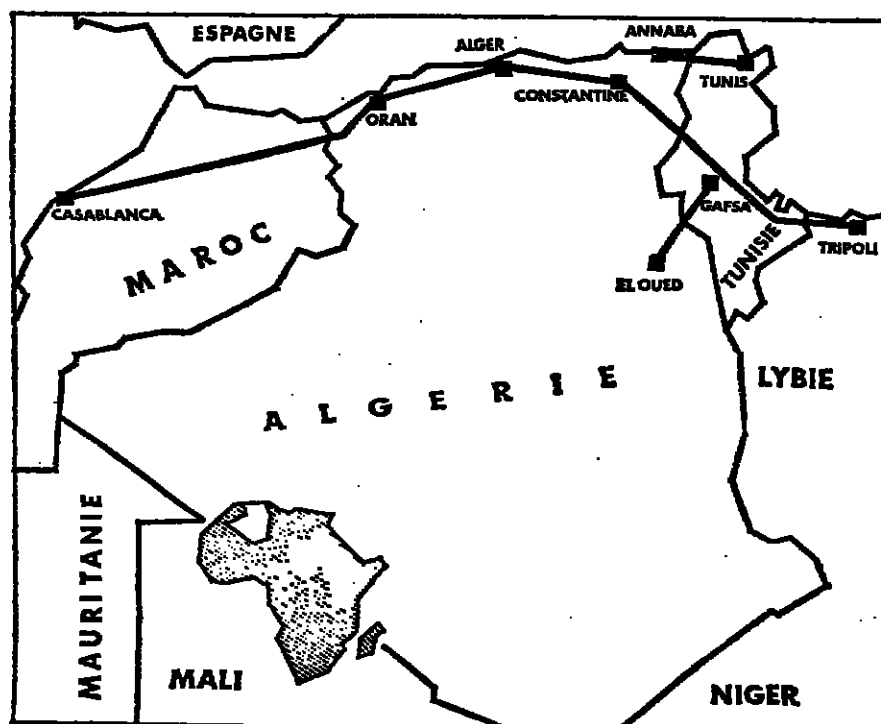 ESPAGNE
ANNABA
ALGER
TUNIS
CONSTANTINE
ORAN
CASABLANCA
GAFSA
MAROC
TUNISIE
TRIPOLI
EL OUED
LYBIE
ALGERIE
MAURITANIE
MALI
NIGER